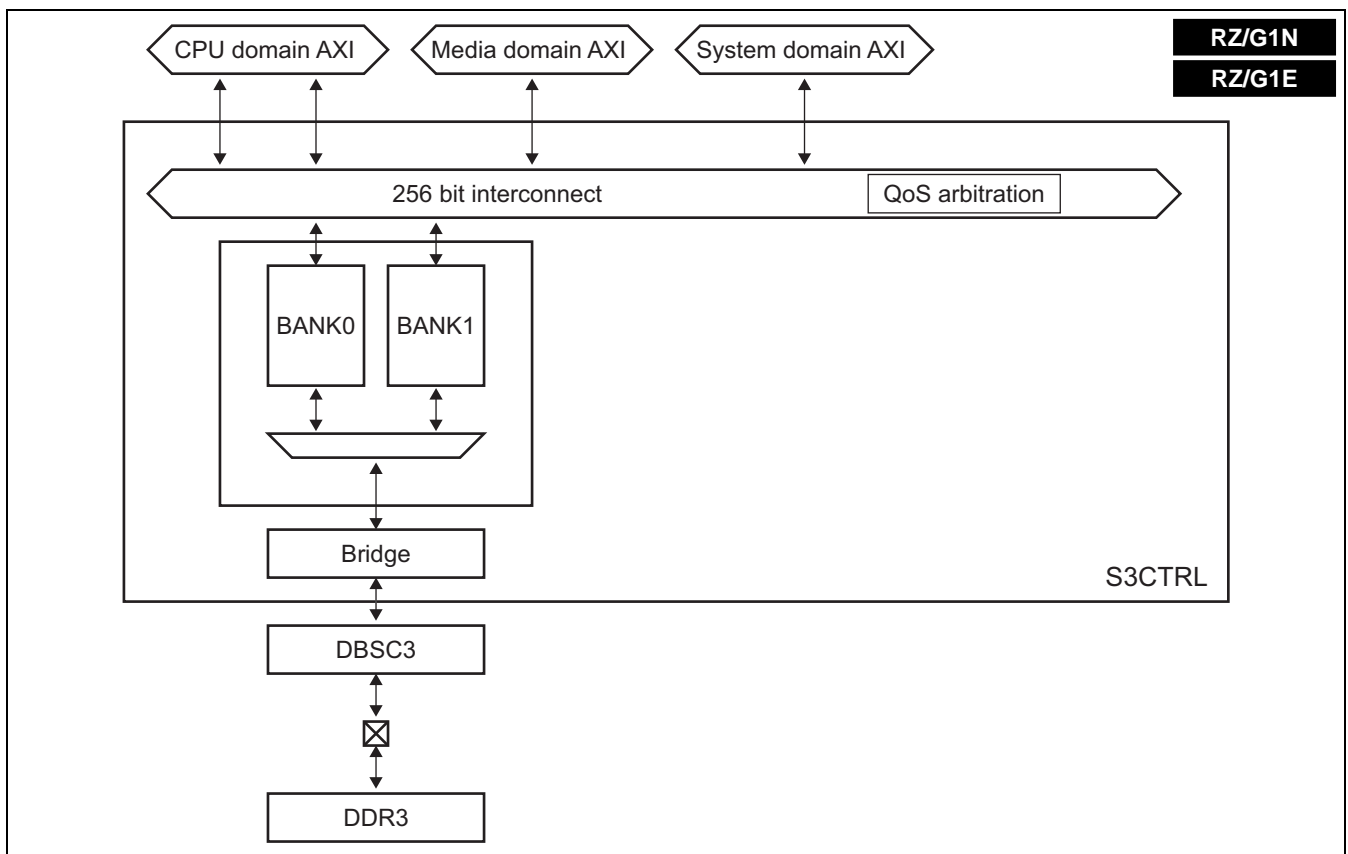 CPU domain AXI
Media domain AXI
System domain AXI
RZ/G1N
RZ/G1E
256 bit interconnect
QoS arbitration
BANK0
BANK1
Bridge
S3CTRL
DBSC3
DDR3